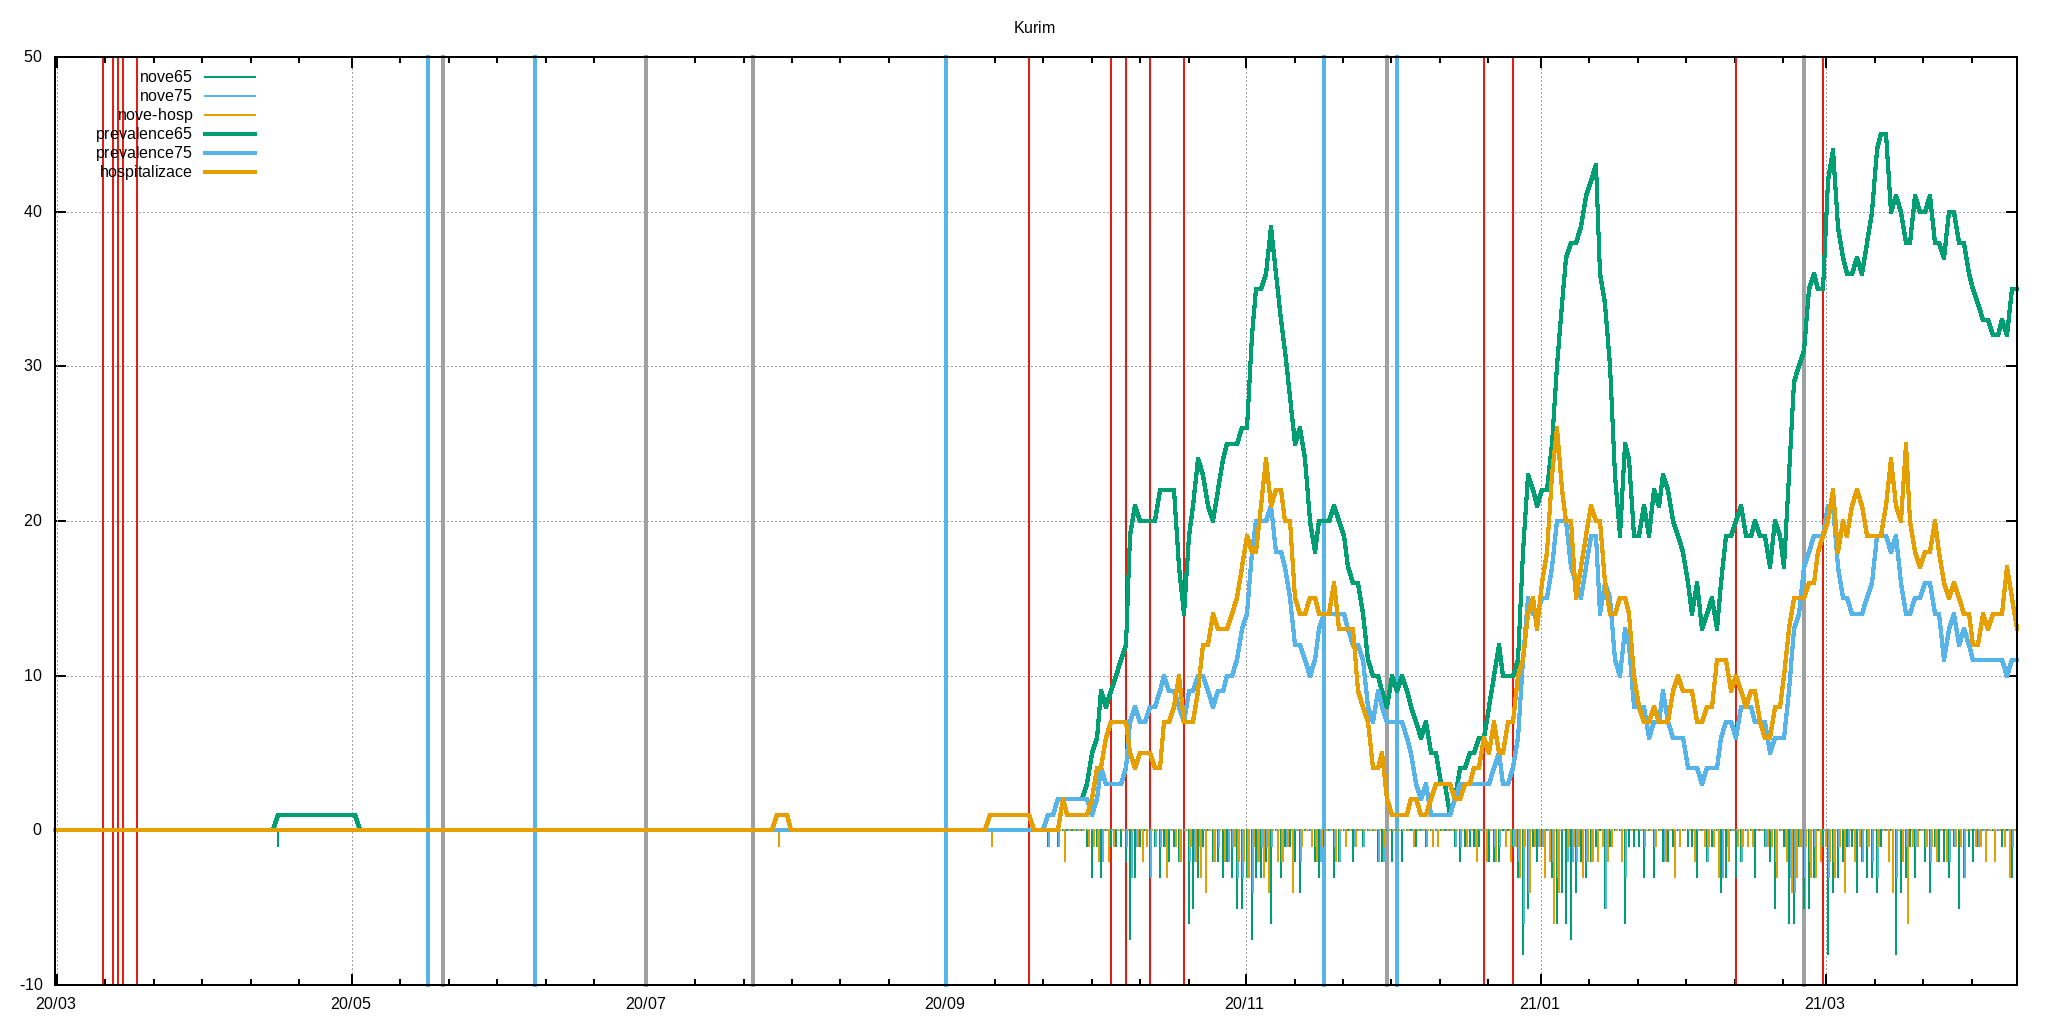 Kurim
50
nove65
nove75
nove-hosp
prevalence65
prevalence75
hospitalizace
40
30
20
10
0
-10
20/03 20/05 20/07 20/09 20/11 21/01 21/03